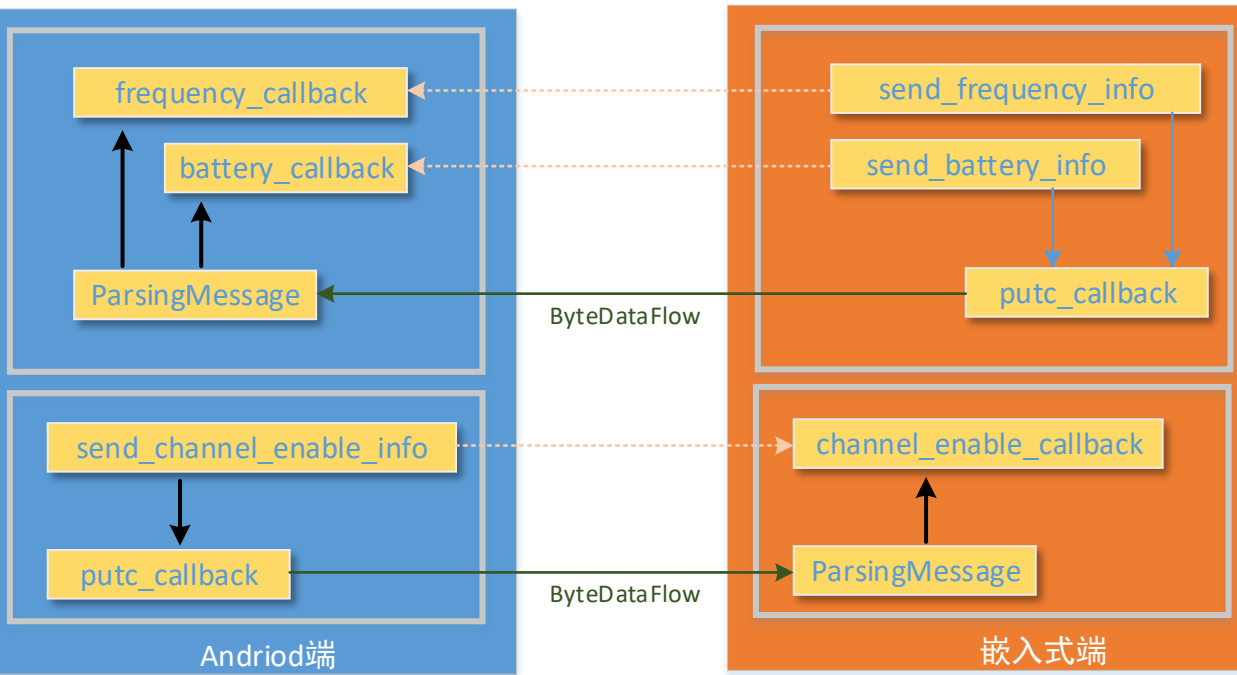 frequency_callback
send_frequency_info
battery_callback
send_battery_info
ParsingMessage
putc_callback
ByteDataFlow
send_channel_enable_info
channel_enable_callback
putc_callback
ParsingMessage
ByteDataFlow
Andriod端
嵌入式端